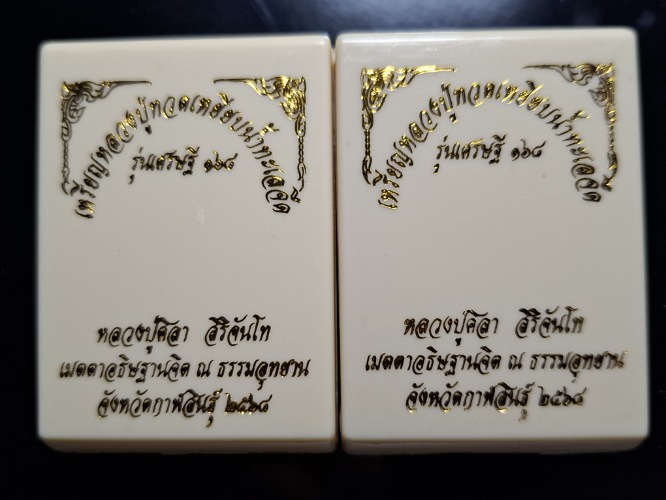 เหรียญหลวงปู่ทวดเหยียบน้ำทะเลจืด
รุ่นเศรษฐี ๑๖๘
หลวงปู่ศิลา สิริจันโท
เมตตาอธิษฐานจิต ณ ธรรมอุทยาน
จังหวัดกาฬสินธุ์ ๒๕๖๘
เหรียญหลวงปู่ทวดเหยียบน้ำทะเลจืด
รุ่นเศรษฐี ๑๖๘
หลวงปู่ศิลา สิริจันโท
เมตตาอธิษฐานจิต ณ ธรรมอุทยาน
จังหวัดกาฬสินธุ์ ๒๕๖๘